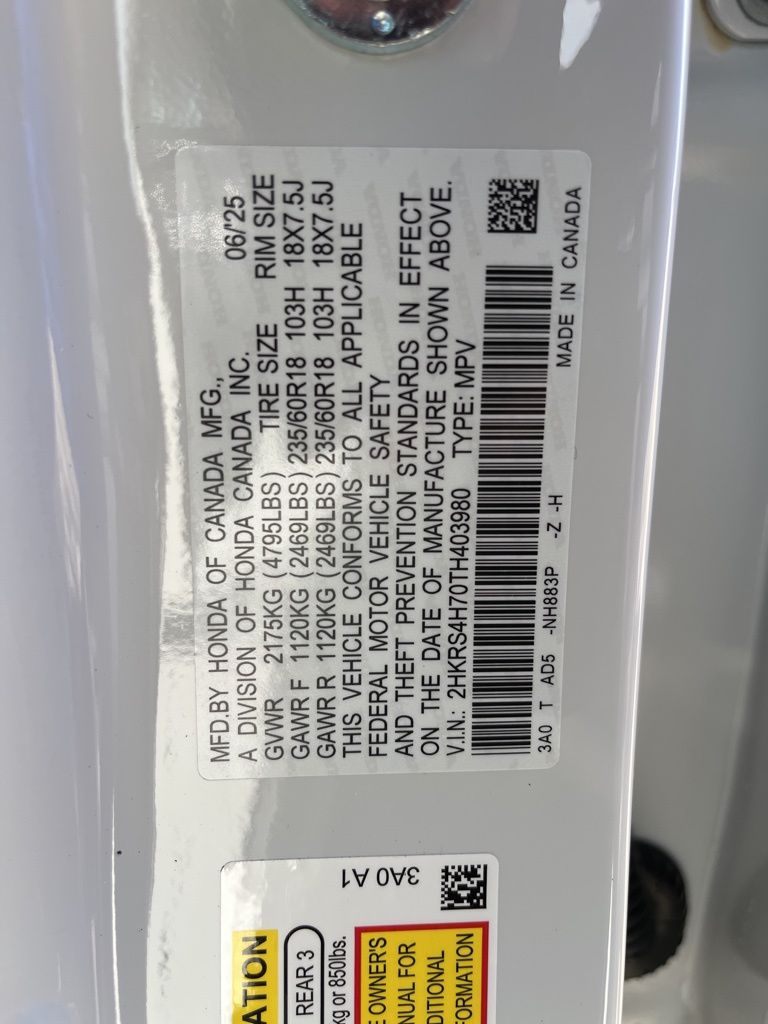 MFD.BY HONDA OF CANADA MFG.,
A DIVISION OF HONDA CANADA INC. 06/'25
GVWR 2175KG (4795LBS) TIRE SIZE RIM SIZE
GAWR F 1120KG (2469LBS) 235/60R18 103H 18X7.5J
GAWR R 1120KG (2469LBS) 235/60R18 103H 18X7.5J
THIS VEHICLE CONFORMS TO ALL APPLICABLE
FEDERAL MOTOR VEHICLE SAFETY
AND THEFT PREVENTION STANDARDS IN EFFECT
ON THE DATE OF MANUFACTURE SHOWN ABOVE.
V.I.N.: 2HKRS4H70TH403980 TYPE: MPV
3A0 T AD5 -NH883P -Z -H MADE IN CANADA
ATION
REAR 3
kg or 850lbs.
E OWNER'S
NUAL FOR
DITIONAL
FORMATION
3A0 A1